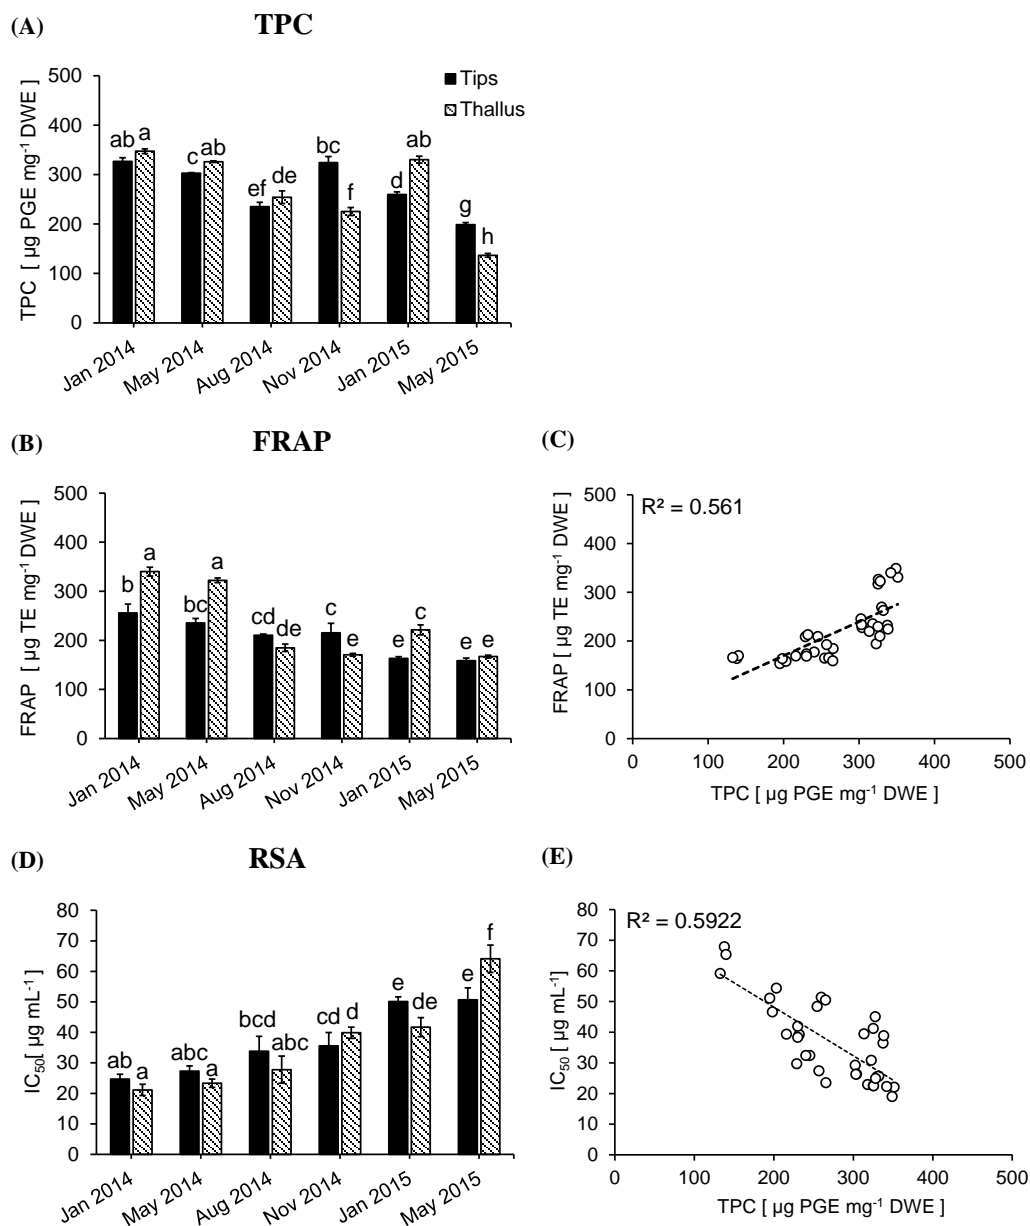 (A) TPC
TPC [ µg PGE mg⁻¹ DWE ]
500
400
300
200
100
0
Tips
Thallus
ab a c ab ef de bc f d ab g h
Jan 2014 May 2014 Aug 2014 Nov 2014 Jan 2015 May 2015
(B) FRAP
FRAP [ µg TE mg⁻¹ DWE ]
500
400
300
200
100
0
b a bc a cd de c e e c e e
Jan 2014 May 2014 Aug 2014 Nov 2014 Jan 2015 May 2015
(C)
R² = 0.561
FRAP [ µg TE mg⁻¹ DWE ]
500
400
300
200
100
0
0 100 200 300 400 500
TPC [ µg PGE mg⁻¹ DWE ]
(D) RSA
IC₅₀[ µg mL⁻¹]
80
70
60
50
40
30
20
10
0
ab a abc a bcd abc cd d e de e f
Jan 2014 May 2014 Aug 2014 Nov 2014 Jan 2015 May 2015
(E)
R² = 0.5922
IC₅₀ [ µg mL⁻¹]
80
70
60
50
40
30
20
10
0
0 100 200 300 400 500
TPC [ µg PGE mg⁻¹ DWE ]